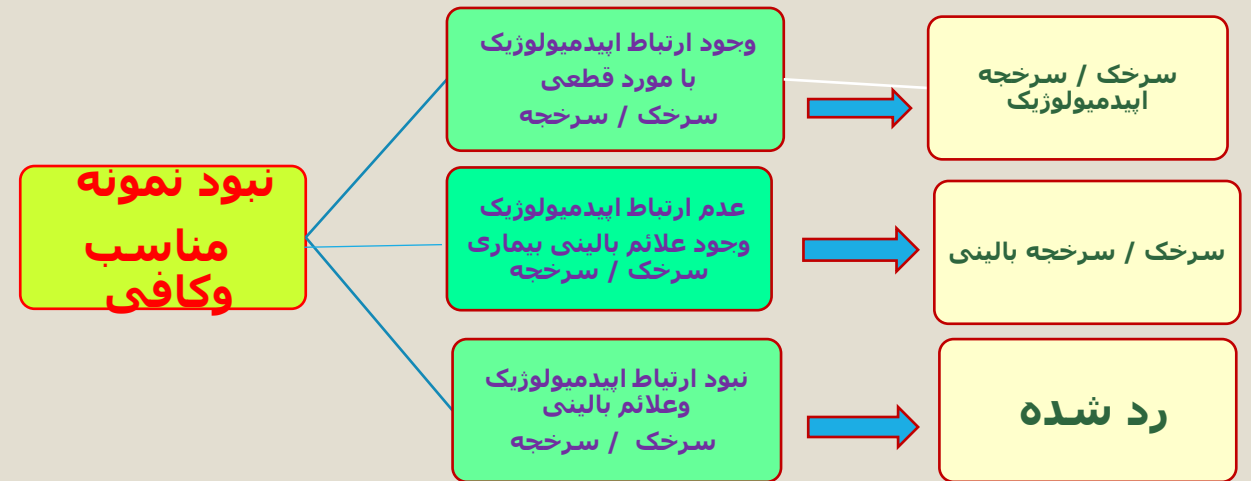 نبود نمونه
مناسب
وکافی
وجود ارتباط اپیدمیولوژیک
با مورد قطعی
سرخک / سرخجه
سرخک / سرخجه
اپیدمیولوژیک
عدم ارتباط اپیدمیولوژیک
وجود علائم بالینی بیماری
سرخک / سرخجه
سرخک / سرخجه بالینی
نبود ارتیاط اپیدمیولوژیک
وعلائم بالینی
سرخک / سرخجه
رد شده